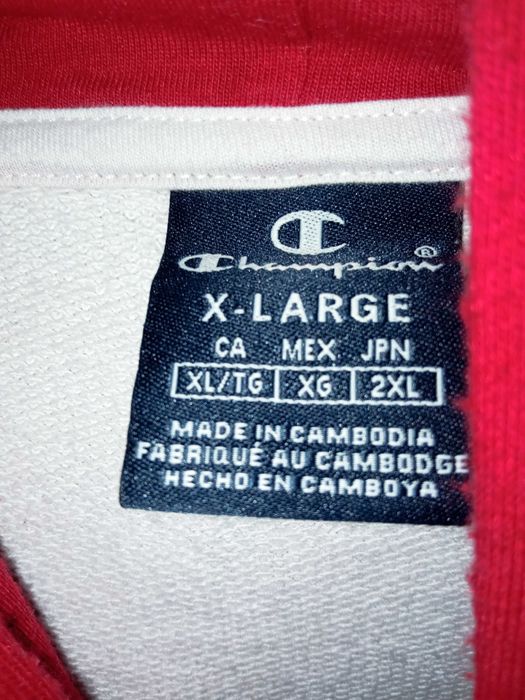 Champion®
X-LARGE
CA MEX JPN
XL/TG XG 2XL
MADE IN CAMBODIA
FABRIQUÉ AU CAMBODGE
HECHO EN CAMBOYA